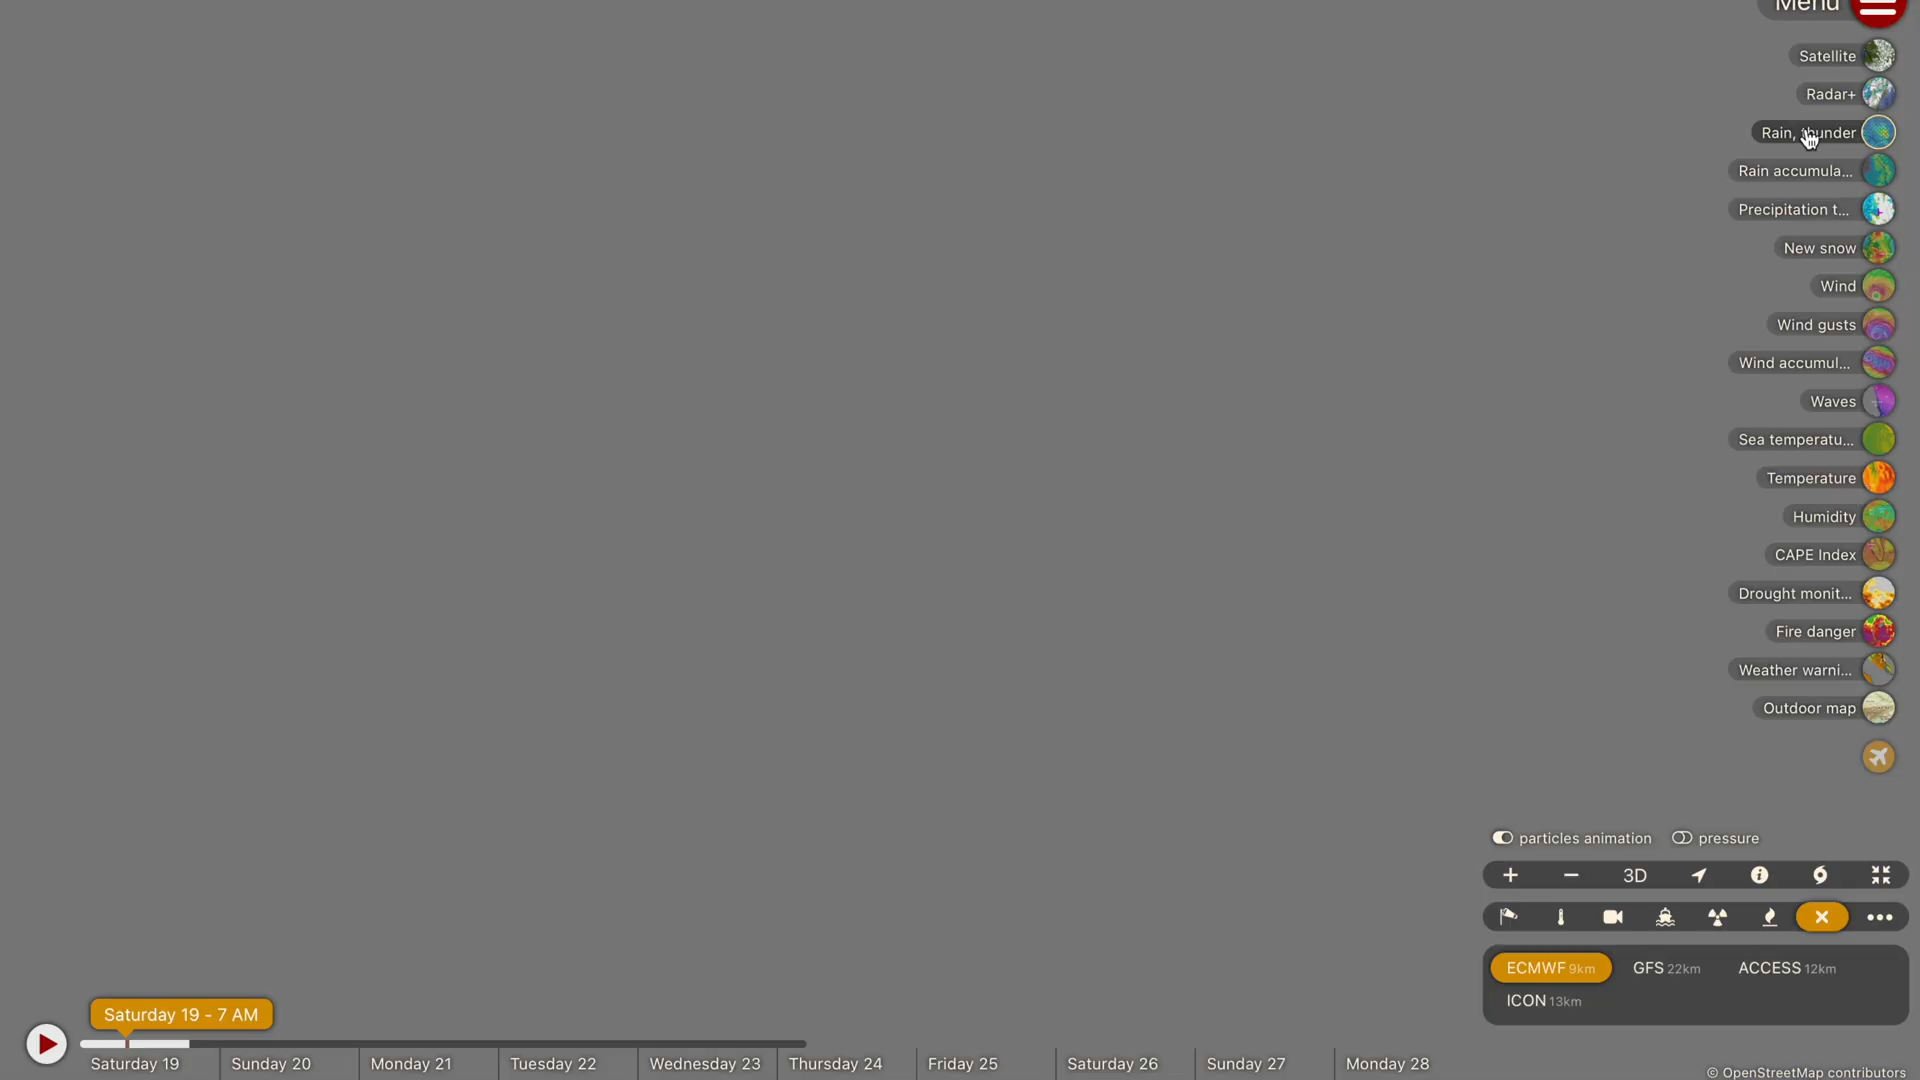 Menu
Satellite
Radar+
Rain, thunder
Rain accumula...
Precipitation t...
New snow
Wind
Wind gusts
Wind accumul...
Waves
Sea temperatu...
Temperature
Humidity
CAPE Index
Drought monit...
Fire danger
Weather warni...
Outdoor map
particles animation pressure
+ − 3D
ECMWF 9km GFS 22km ACCESS 12km
ICON 13km
Saturday 19 - 7 AM
Saturday 19 Sunday 20 Monday 21 Tuesday 22 Wednesday 23 Thursday 24 Friday 25 Saturday 26 Sunday 27 Monday 28
© OpenStreetMap contributors